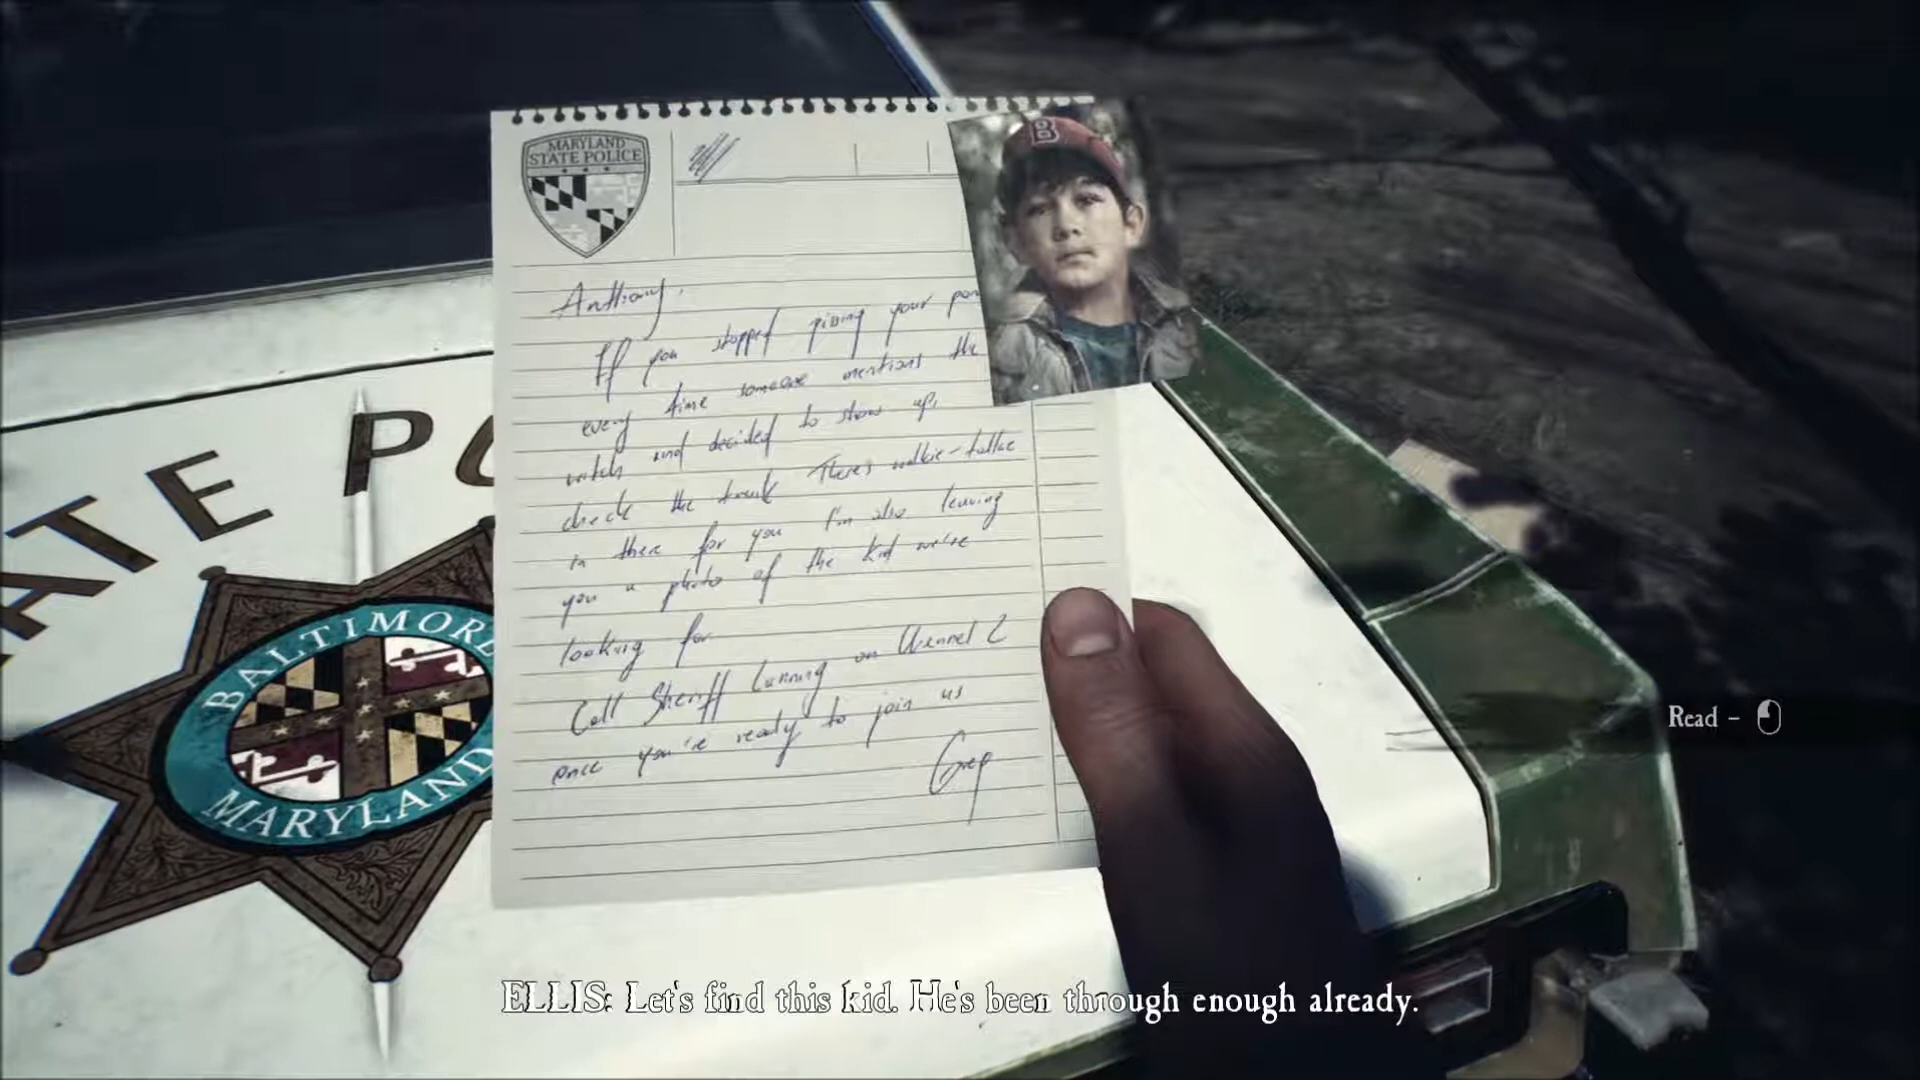 MARYLAND
STATE POLICE
B
Anthony,
If you stopped pissing your pan
every time someone mentions the
witch and decided to show up,
check the trunk There's walkie-talkie
in there for you I'm also leaving
you a photo of the kid we're
looking for
Call Sheriff Lanning on Channel 2
once you're ready to join us
Greg
ATE PO
BALTIMORE
MARYLAND
Read -
ELLIS: Let's find this kid. He's been through enough already.